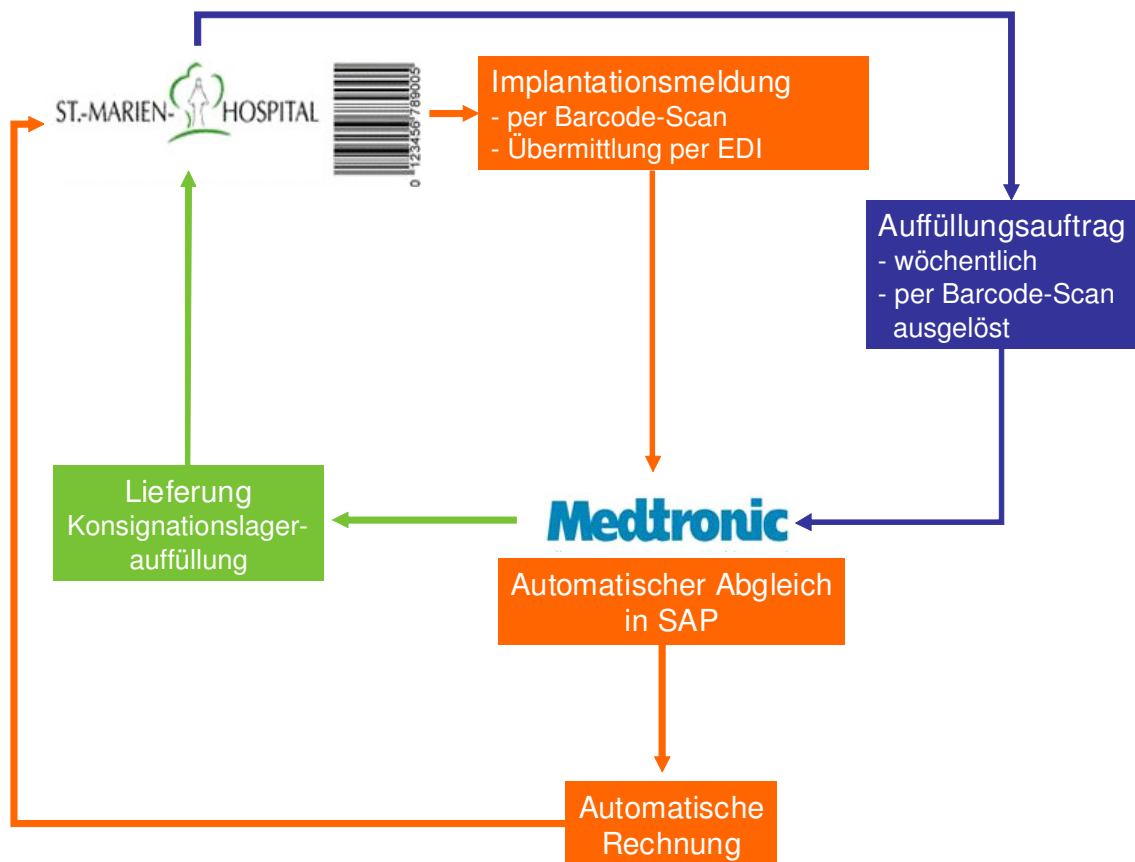 ST.-MARIEN-HOSPITAL
0 123456 789005
Implantationsmeldung
- per Barcode-Scan
- Übermittlung per EDI
Auffüllungsauftrag
- wöchentlich
- per Barcode-Scan
ausgelöst
Lieferung
Konsignationslager-
auffüllung
Medtronic
Automatischer Abgleich
in SAP
Automatische
Rechnung